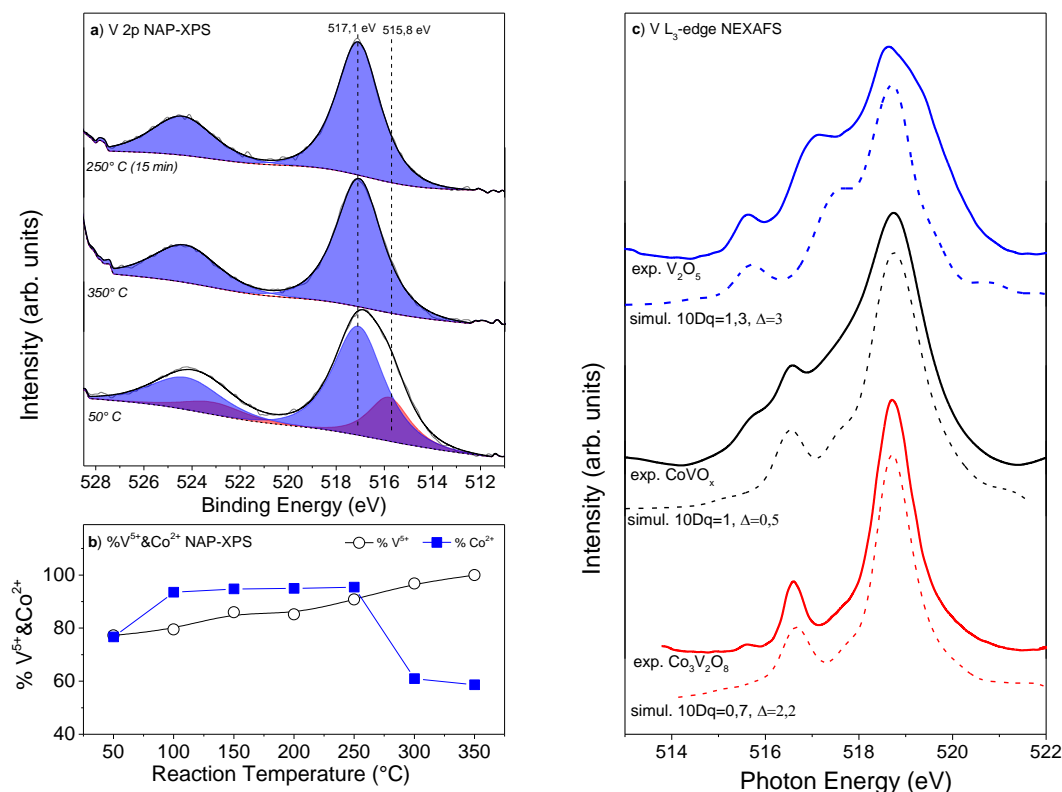 a) V 2p NAP-XPS
517,1 eV
515,8 eV
250° C (15 min)
350° C
50° C
528 526 524 522 520 518 516 514 512
Binding Energy (eV)
Intensity (arb. units)
b) %V⁵⁺&Co²⁺ NAP-XPS
% V⁵⁺
% Co²⁺
100
80
60
40
% V⁵⁺&Co²⁺
50 100 150 200 250 300 350
Reaction Temperature (°C)
c) V L₃-edge NEXAFS
exp. V₂O₅
simul. 10Dq=1,3, Δ=3
exp. CoVOₓ
simul. 10Dq=1, Δ=0,5
exp. Co₃V₂O₈
simul. 10Dq=0,7, Δ=2,2
Intensity (arb. units)
514 516 518 520 522
Photon Energy (eV)